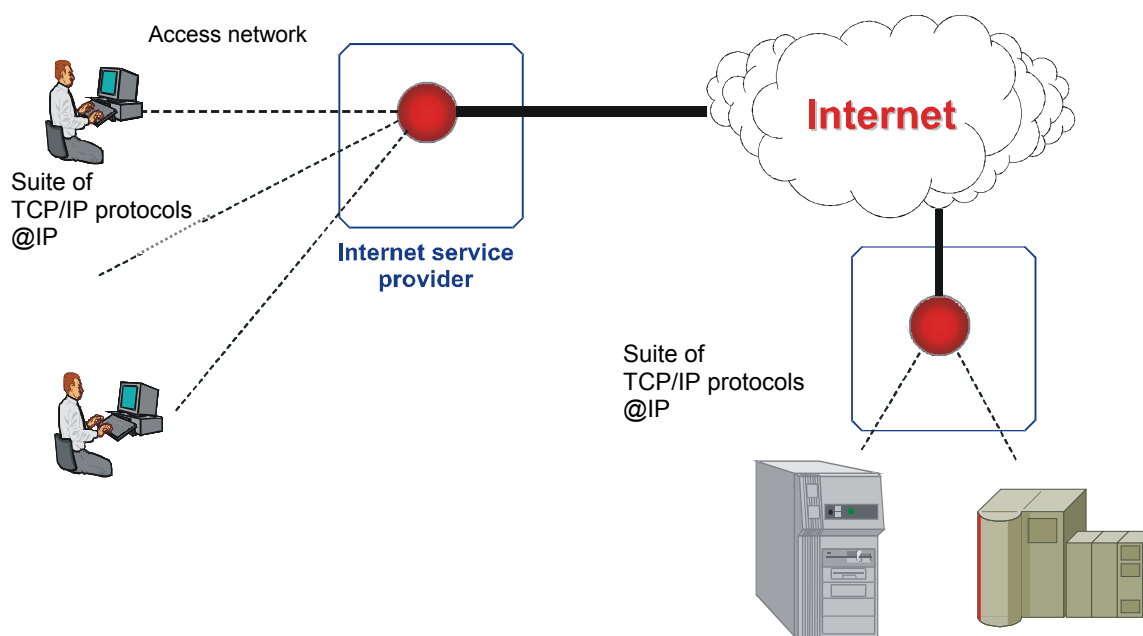 Access network
Internet
Suite of
TCP/IP protocols
@IP
Internet service
provider
Suite of
TCP/IP protocols
@IP